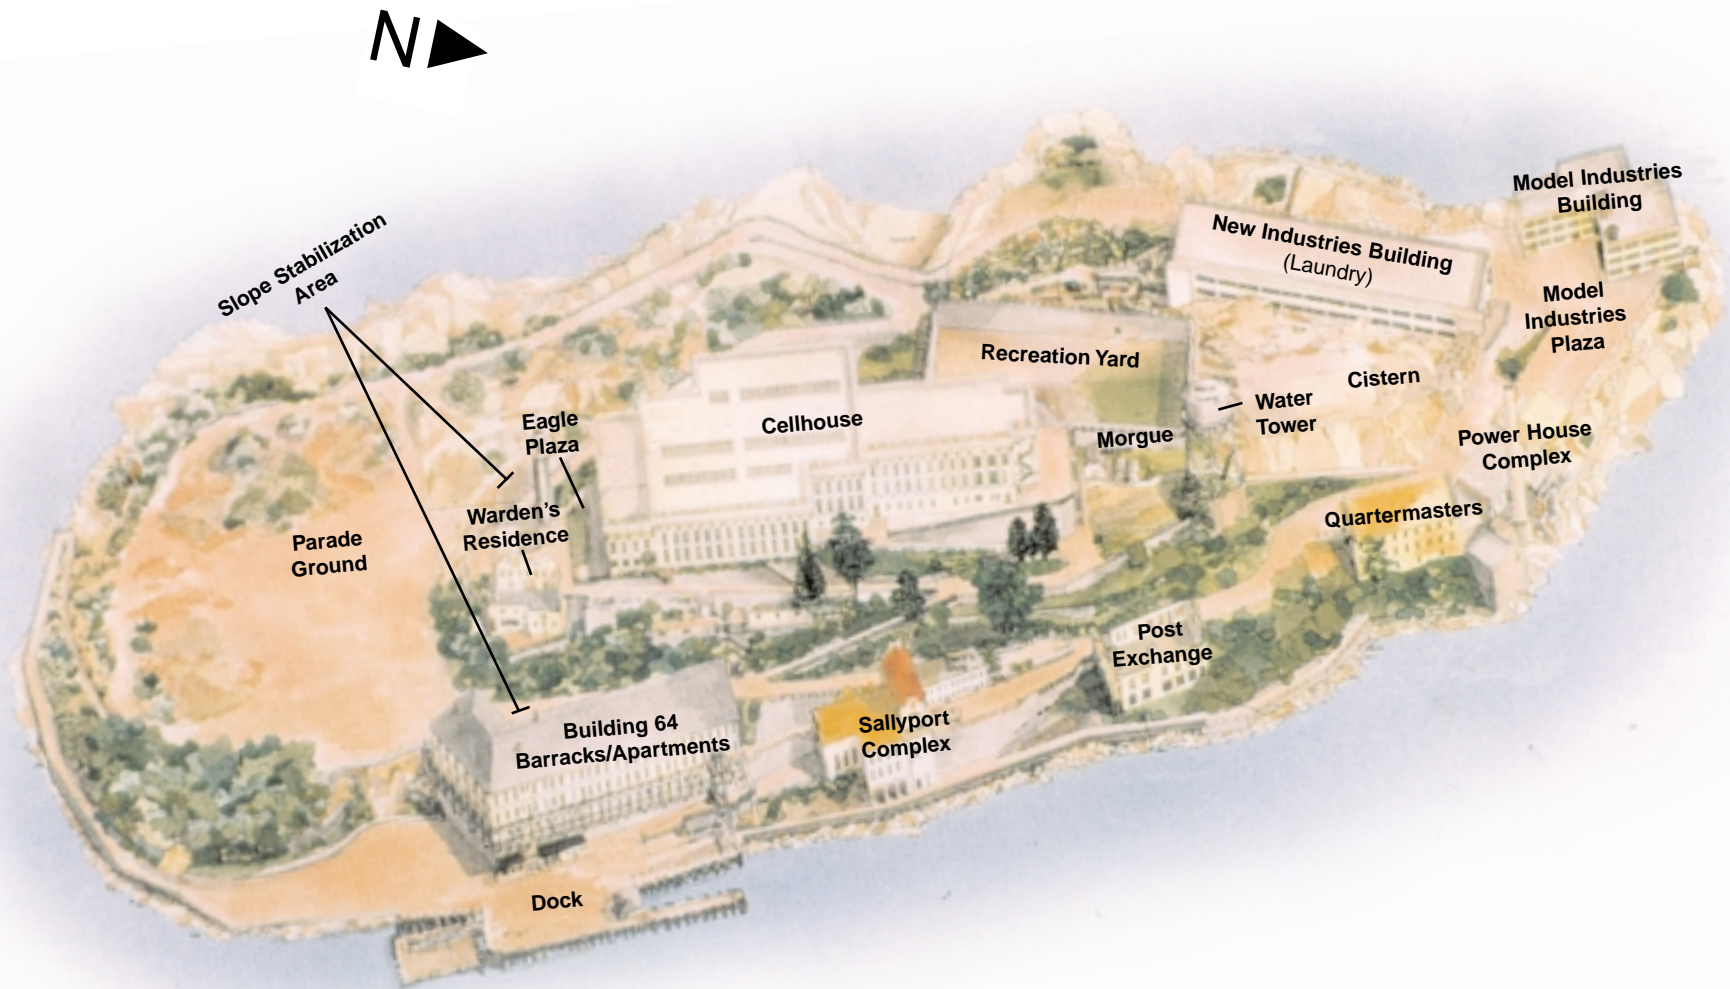 N
Slope Stabilization
Area
Model Industries
Building
New Industries Building
(Laundry)
Model
Industries
Plaza
Recreation Yard
Cistern
Water
Tower
Eagle
Plaza
Cellhouse
Morgue
Power House
Complex
Quartermasters
Warden's
Residence
Parade
Ground
Post
Exchange
Building 64
Barracks/Apartments
Sallyport
Complex
Dock